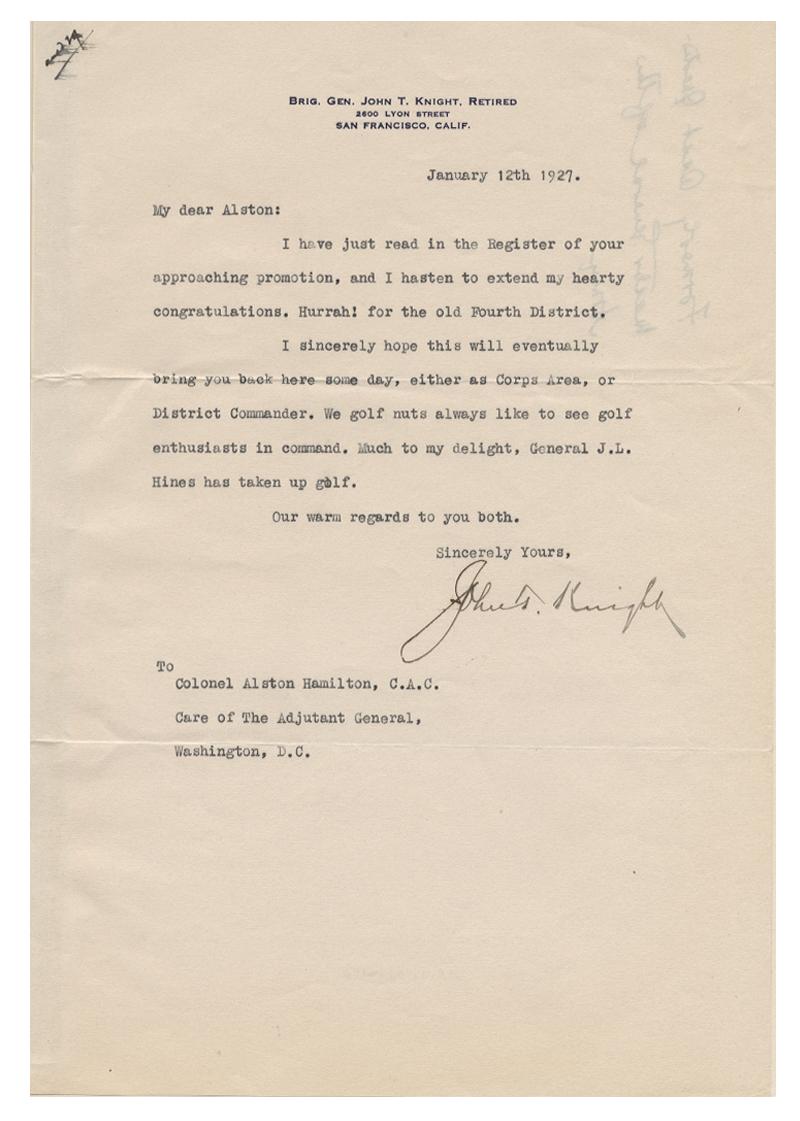 BRIG. GEN. JOHN T. KNIGHT, RETIRED
2600 LYON STREET
SAN FRANCISCO, CALIF.
January 12th 1927.
My dear Alston:
I have just read in the Register of your
approaching promotion, and I hasten to extend my hearty
congratulations. Hurrah! for the old Fourth District.
I sincerely hope this will eventually
bring you back here some day, either as Corps Area, or
District Commander. We golf nuts always like to see golf
enthusiasts in command. Much to my delight, General J.L.
Hines has taken up golf.
Our warm regards to you both.
Sincerely Yours,
John T. Knight
To
Colonel Alston Hamilton, C.A.C.
Care of The Adjutant General,
Washington, D.C.